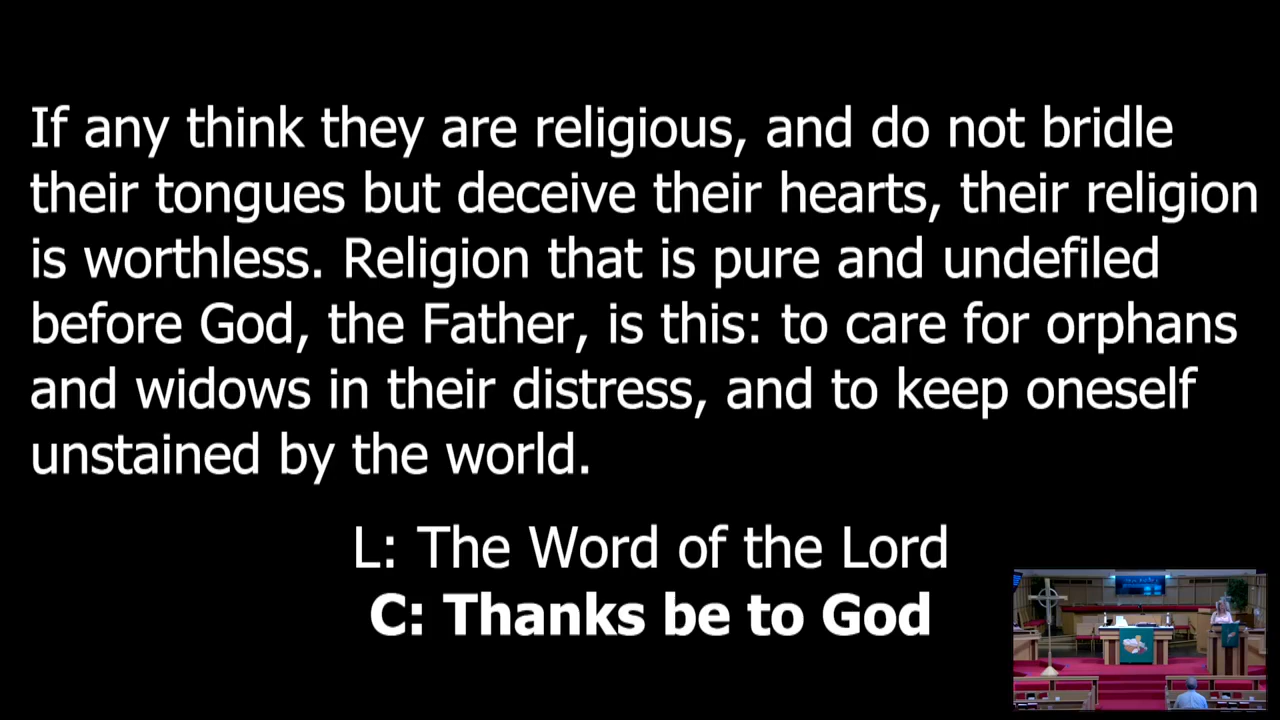 If any think they are religious, and do not bridle
their tongues but deceive their hearts, their religion
is worthless. Religion that is pure and undefiled
before God, the Father, is this: to care for orphans
and widows in their distress, and to keep oneself
unstained by the world.
L: The Word of the Lord
C: Thanks be to God